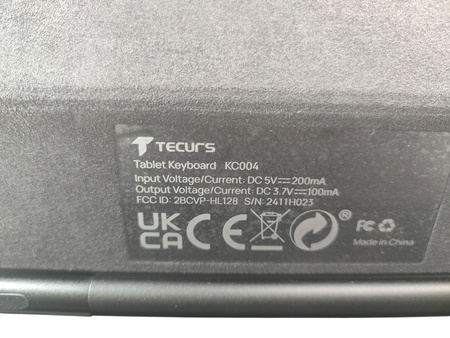 TECURS
Tablet Keyboard KC004
Input Voltage/Current: DC 5V⎓200mA
Output Voltage/Current: DC 3.7V⎓100mA
FCC ID: 2BCVP-HL128 S/N: 2411H023
UK
CA CE ® FC
Made in China